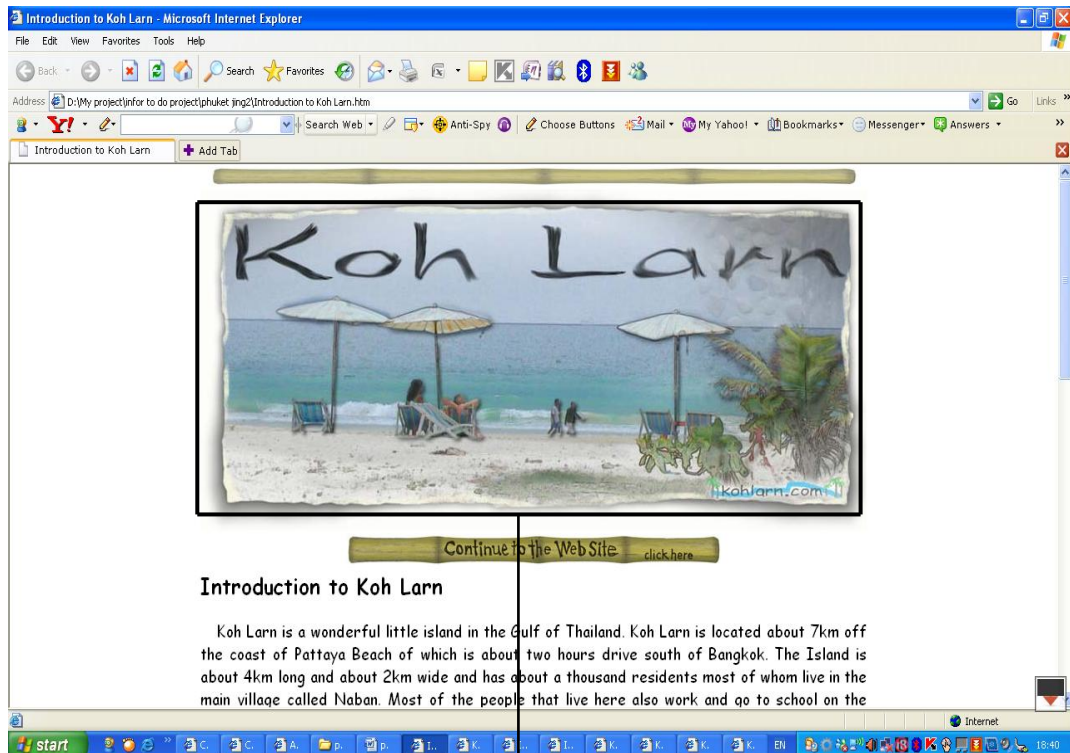 Introduction to Koh Larn - Microsoft Internet Explorer
File Edit View Favorites Tools Help
Back Search Favorites
Address D:\My project\infor to do project\phuket jing2\Introduction to Koh Larn.htm Go Links »
Y! Search Web Anti-Spy Choose Buttons Mail My Yahoo! Bookmarks Messenger Answers »
Introduction to Koh Larn Add Tab
Koh Larn
kohlarn.com
Continue to the Web Site click here
Introduction to Koh Larn
Koh Larn is a wonderful little island in the Gulf of Thailand. Koh Larn is located about 7km off
the coast of Pattaya Beach of which is about two hours drive south of Bangkok. The Island is
about 4km long and about 2km wide and has about a thousand residents most of whom live in the
main village called Naban. Most of the people that live here also work and go to school on the
Internet
start » C. C. A. p. p. I.. K. I.. K. K. K. K. EN 18:40